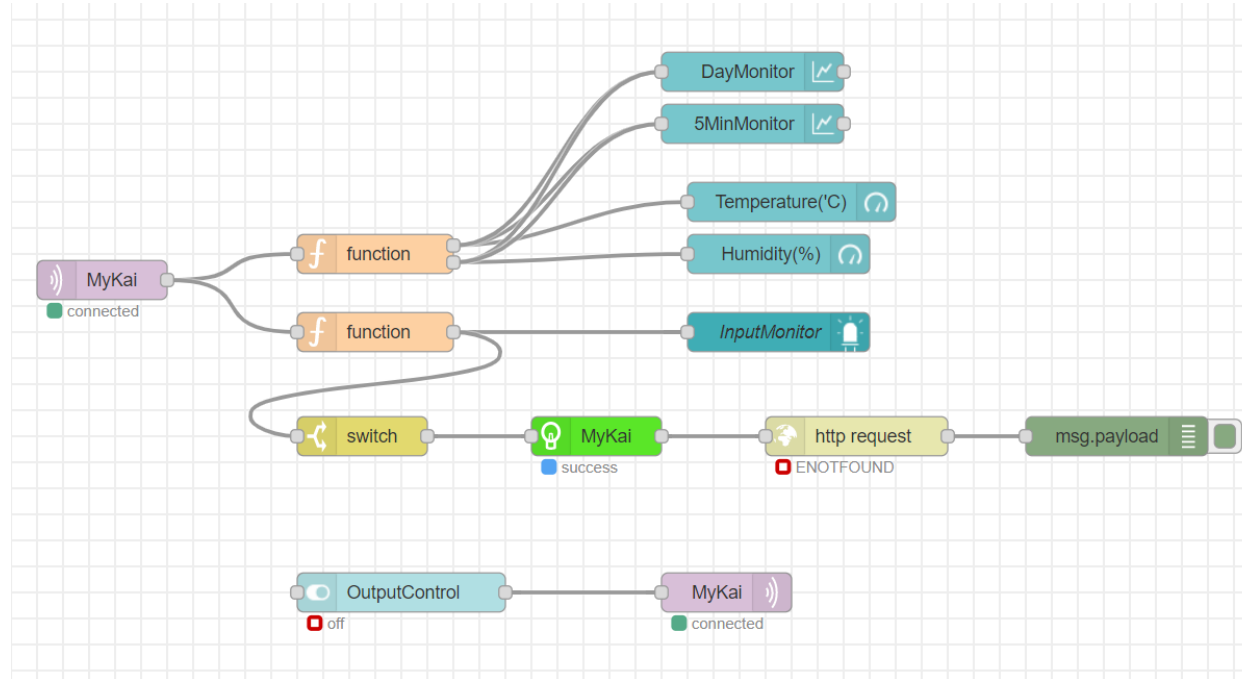 DayMonitor
5MinMonitor
Temperature('C)
function
Humidity(%)
MyKai
connected
function
InputMonitor
switch
MyKai
http request
msg.payload
success
ENOTFOUND
OutputControl
MyKai
off
connected